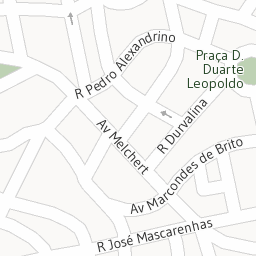 R Pedro Alexandrino
Praça D.
Duarte
Leopoldo
Av Melchert
R Durvalina
Av Marcondes de Brito
R José Mascarenhas